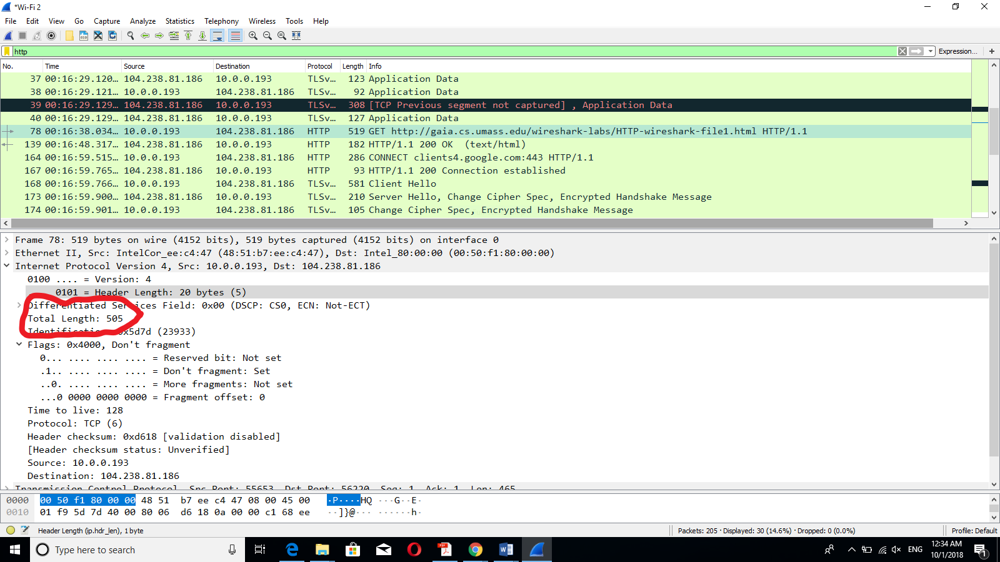 *Wi-Fi 2
File Edit View Go Capture Analyze Statistics Telephony Wireless Tools Help
http Expression... +
No. Time Source Destination Protocol Length Info
37 00:16:29.120... 104.238.81.186 10.0.0.193 TLSv... 123 Application Data
38 00:16:29.121... 10.0.0.193 104.238.81.186 TLSv... 92 Application Data
39 00:16:29.129... 104.238.81.186 10.0.0.193 TLSv... 308 [TCP Previous segment not captured] , Application Data
40 00:16:29.129... 104.238.81.186 10.0.0.193 TLSv... 127 Application Data
78 00:16:38.034... 10.0.0.193 104.238.81.186 HTTP 519 GET http://gaia.cs.umass.edu/wireshark-labs/HTTP-wireshark-file1.html HTTP/1.1
139 00:16:48.317... 104.238.81.186 10.0.0.193 HTTP 182 HTTP/1.1 200 OK (text/html)
164 00:16:59.515... 10.0.0.193 104.238.81.186 HTTP 286 CONNECT clients4.google.com:443 HTTP/1.1
167 00:16:59.765... 104.238.81.186 10.0.0.193 HTTP 93 HTTP/1.1 200 Connection established
168 00:16:59.766... 10.0.0.193 104.238.81.186 TLSv... 581 Client Hello
173 00:16:59.900... 104.238.81.186 10.0.0.193 TLSv... 210 Server Hello, Change Cipher Spec, Encrypted Handshake Message
174 00:16:59.901... 10.0.0.193 104.238.81.186 TLSv... 105 Change Cipher Spec, Encrypted Handshake Message
Frame 78: 519 bytes on wire (4152 bits), 519 bytes captured (4152 bits) on interface 0
Ethernet II, Src: IntelCor_ee:c4:47 (48:51:b7:ee:c4:47), Dst: Intel_80:00:00 (00:50:f1:80:00:00)
Internet Protocol Version 4, Src: 10.0.0.193, Dst: 104.238.81.186
0100 .... = Version: 4
0101 = Header Length: 20 bytes (5)
Differentiated Services Field: 0x00 (DSCP: CS0, ECN: Not-ECT)
Total Length: 505
Identification: 0x5d7d (23933)
Flags: 0x4000, Don't fragment
0... .... .... .... = Reserved bit: Not set
.1.. .... .... .... = Don't fragment: Set
..0. .... .... .... = More fragments: Not set
...0 0000 0000 0000 = Fragment offset: 0
Time to live: 128
Protocol: TCP (6)
Header checksum: 0xd618 [validation disabled]
[Header checksum status: Unverified]
Source: 10.0.0.193
Destination: 104.238.81.186
Transmission Control Protocol, Src Port: 55653, Dst Port: 56220, Seq: 1, Ack: 1, Len: 465
0000 00 50 f1 80 00 00 48 51 b7 ee c4 47 08 00 45 00 ·P····HQ ···G··E·
0010 01 f9 5d 7d 40 00 80 06 d6 18 0a 00 00 c1 68 ee ··]}@··· ······h·
Header Length (ip.hdr_len), 1 byte Packets: 205 · Displayed: 30 (14.6%) · Dropped: 0 (0.0%) Profile: Default
Type here to search ENG 12:34 AM
10/1/2018 1